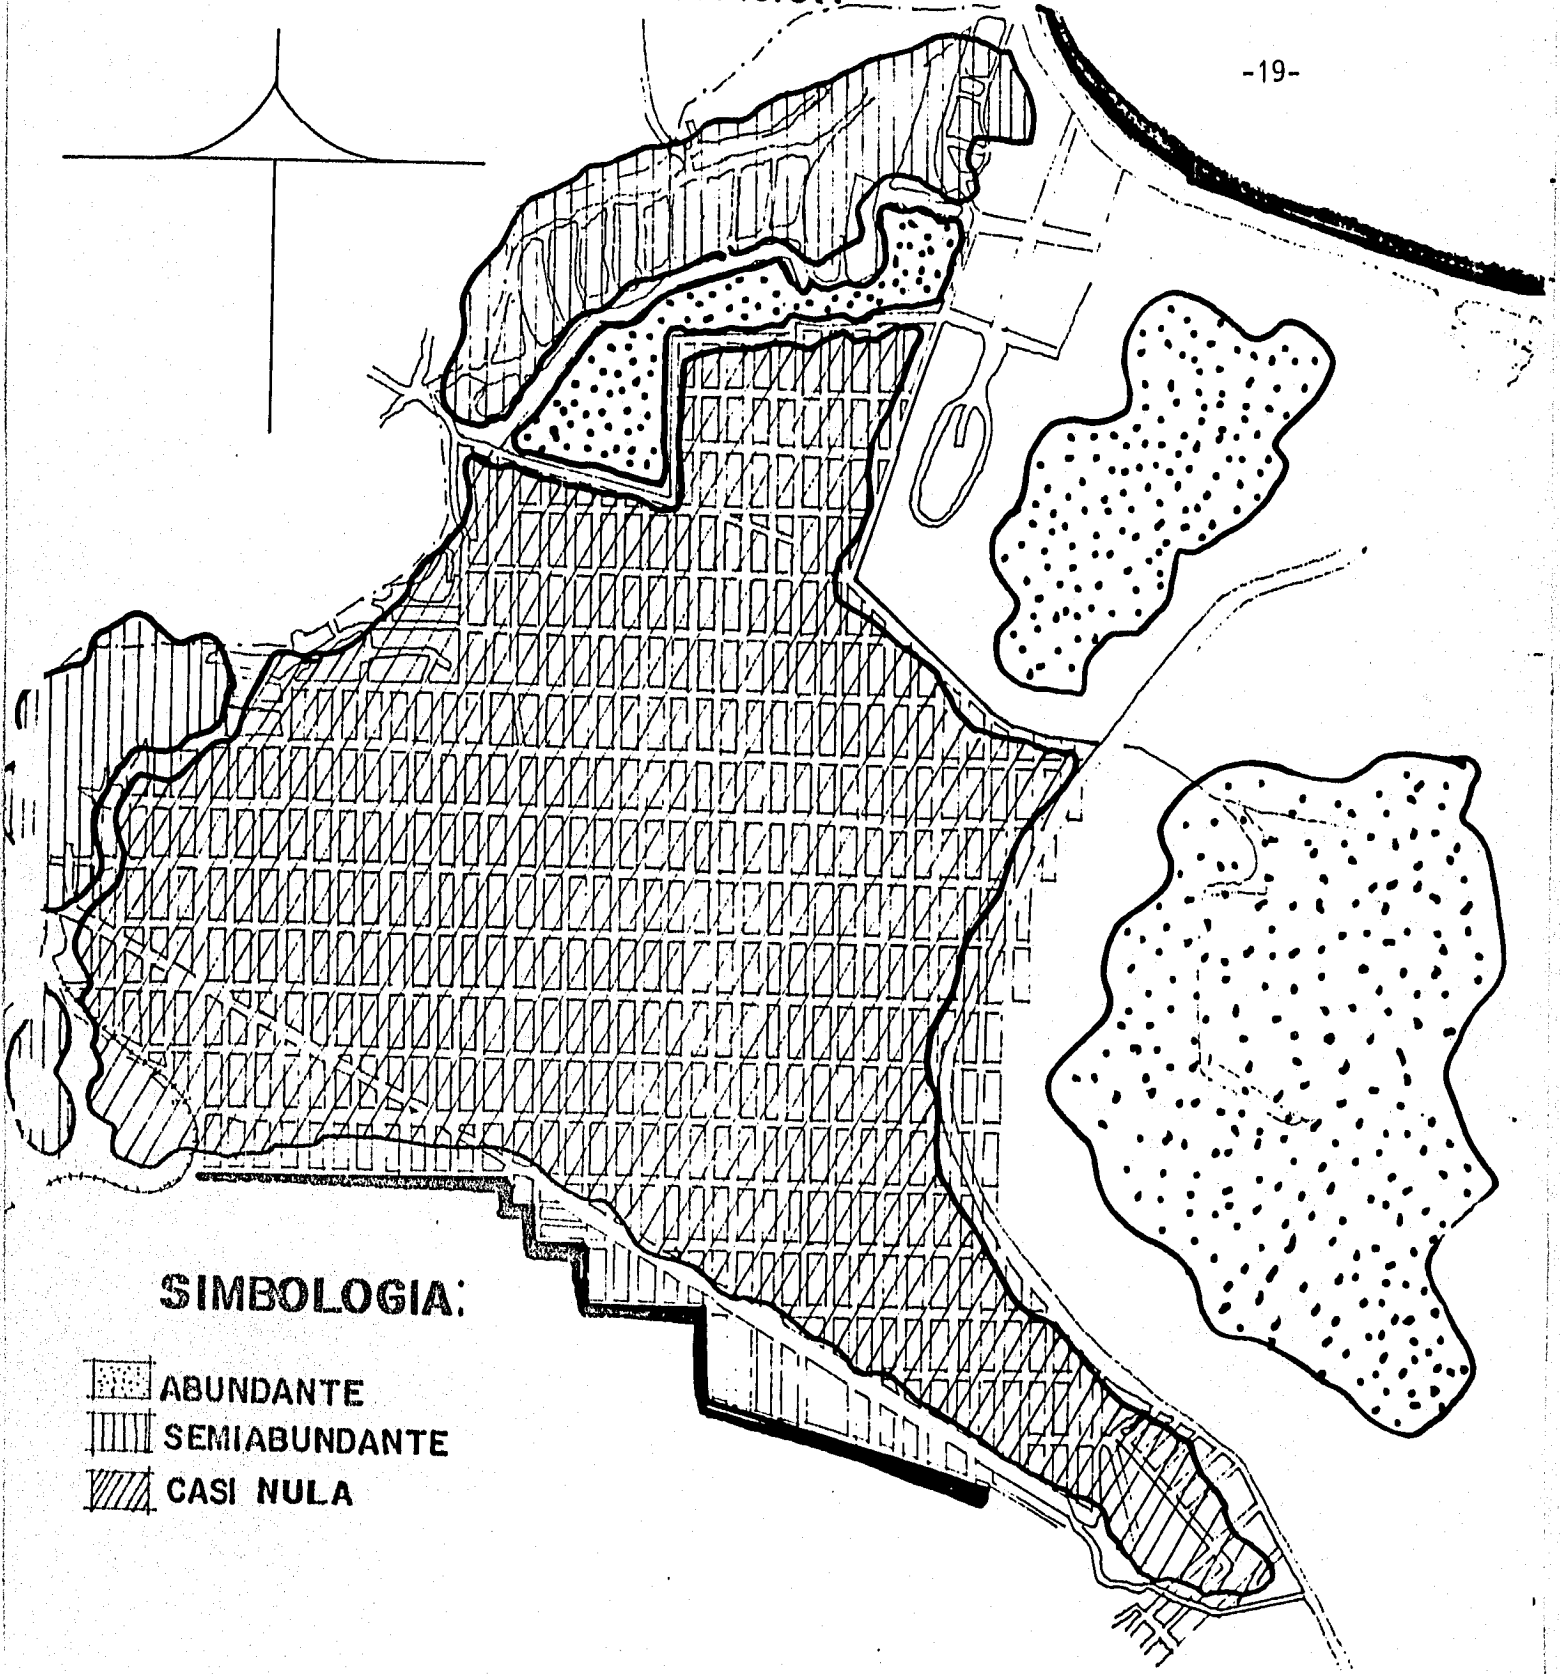 -19-
SIMBOLOGIA:
ABUNDANTE
SEMIABUNDANTE
CASI NULA